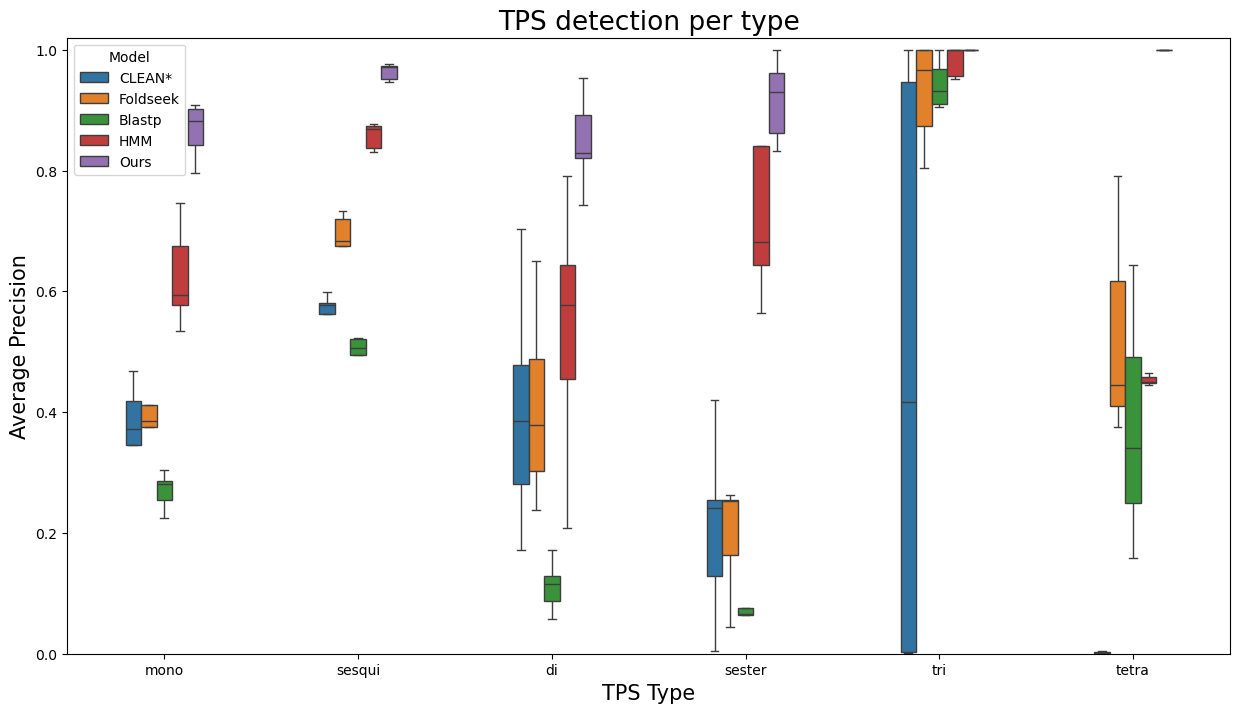 TPS detection per type
Model
CLEAN*
Foldseek
Blastp
HMM
Ours
Average Precision
1.0
0.8
0.6
0.4
0.2
0.0
mono sesqui di sester tri tetra
TPS Type